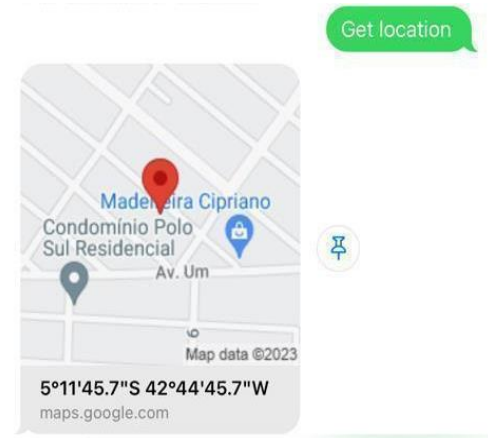 Get location
Madeireira Cipriano
Condomínio Polo
Sul Residencial
Av. Um
6
Map data ©2023
5°11'45.7"S 42°44'45.7"W
maps.google.com